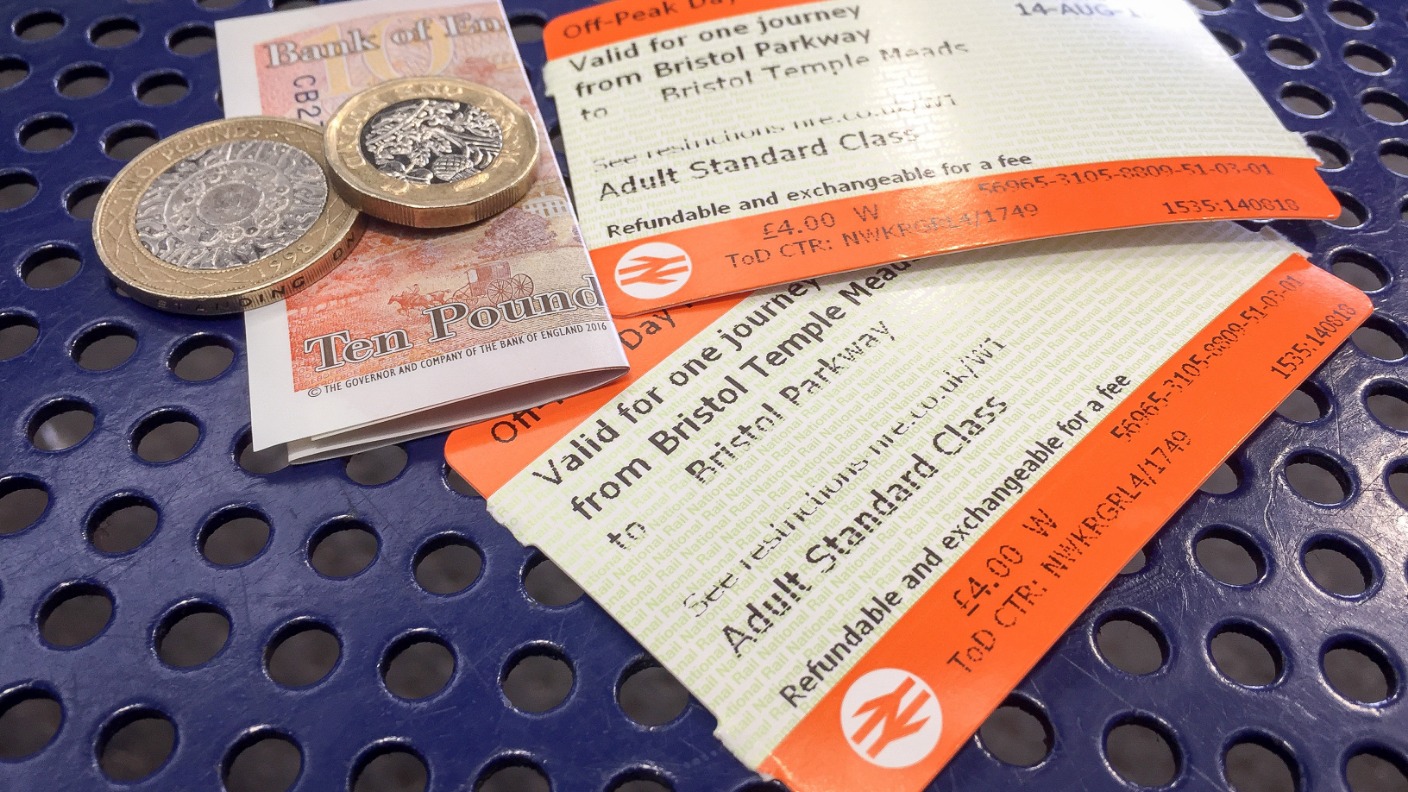 Bank of En
10
CB2
TWO POUNDS
1998
Ten Pound
© THE GOVERNOR AND COMPANY OF THE BANK OF ENGLAND 2016
Off-Peak Day
14-AUG-1
Valid for one journey
from Bristol Parkway
to Bristol Temple Meads
See restrictions nre.co.uk/W1
Adult Standard Class
Refundable and exchangeable for a fee
56965-3105-8809-51-03-01
£4.00 W
1535:140818
ToD CTR: NWKRGRL4/1749
Off-
Day
Valid for one journey
from Bristol Temple Mead
to Bristol Parkway
See restrictions nre.co.uk/W1
Adult Standard Class
Refundable and exchangeable for a fee
56965-3105-8809-51-03-01
£4.00 W
1535:140818
ToD CTR: NWKRGRL4/1749